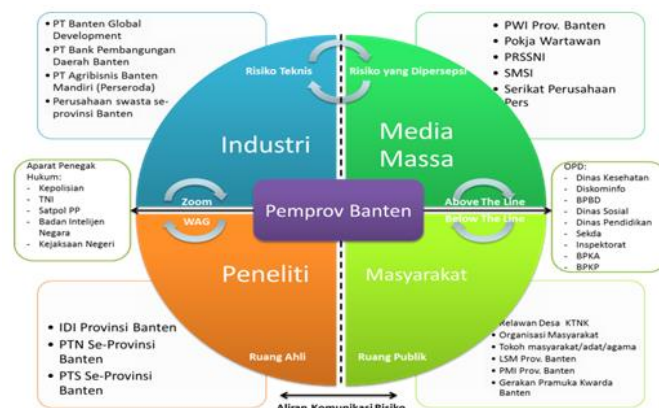 • PT Banten Global
Development
• PT Bank Pembangungan
Daerah Banten
• PT Agribisnis Banten
Mandiri (Perseroda)
• Perusahaan swasta se-
provinsi Banten
• PWI Prov. Banten
• Pokja Wartawan
• PRSSNI
• SMSI
• Serikat Perusahaan
Pers
Risiko Teknis
Risiko yang Dipersepsi
Industri
Media
Massa
Aparat Penegak
Hukum:
- Kepolisian
- TNI
- Satpol PP
- Badan Intelijen
Negara
- Kejaksaan Negeri
Zoom
WAG
Pemprov Banten
Above The Line
Below The Line
OPD:
- Dinas Kesehatan
- Diskominfo
- BPBD
- Dinas Sosial
- Dinas Pendidikan
- Sekda
- Inspektorat
- BPKA
- BPKP
Peneliti
Masyarakat
• IDI Provinsi Banten
• PTN Se-Provinsi
Banten
• PTS Se-Provinsi
Banten
Ruang Ahli
Ruang Publik
Relawan Desa KTNK
• Organisasi Masyarakat
• Tokoh masyarakat/adat/agama
• LSM Prov. Banten
• PMI Prov. Banten
• Gerakan Pramuka Kwarda
Banten
Aliran Komunikasi Risiko